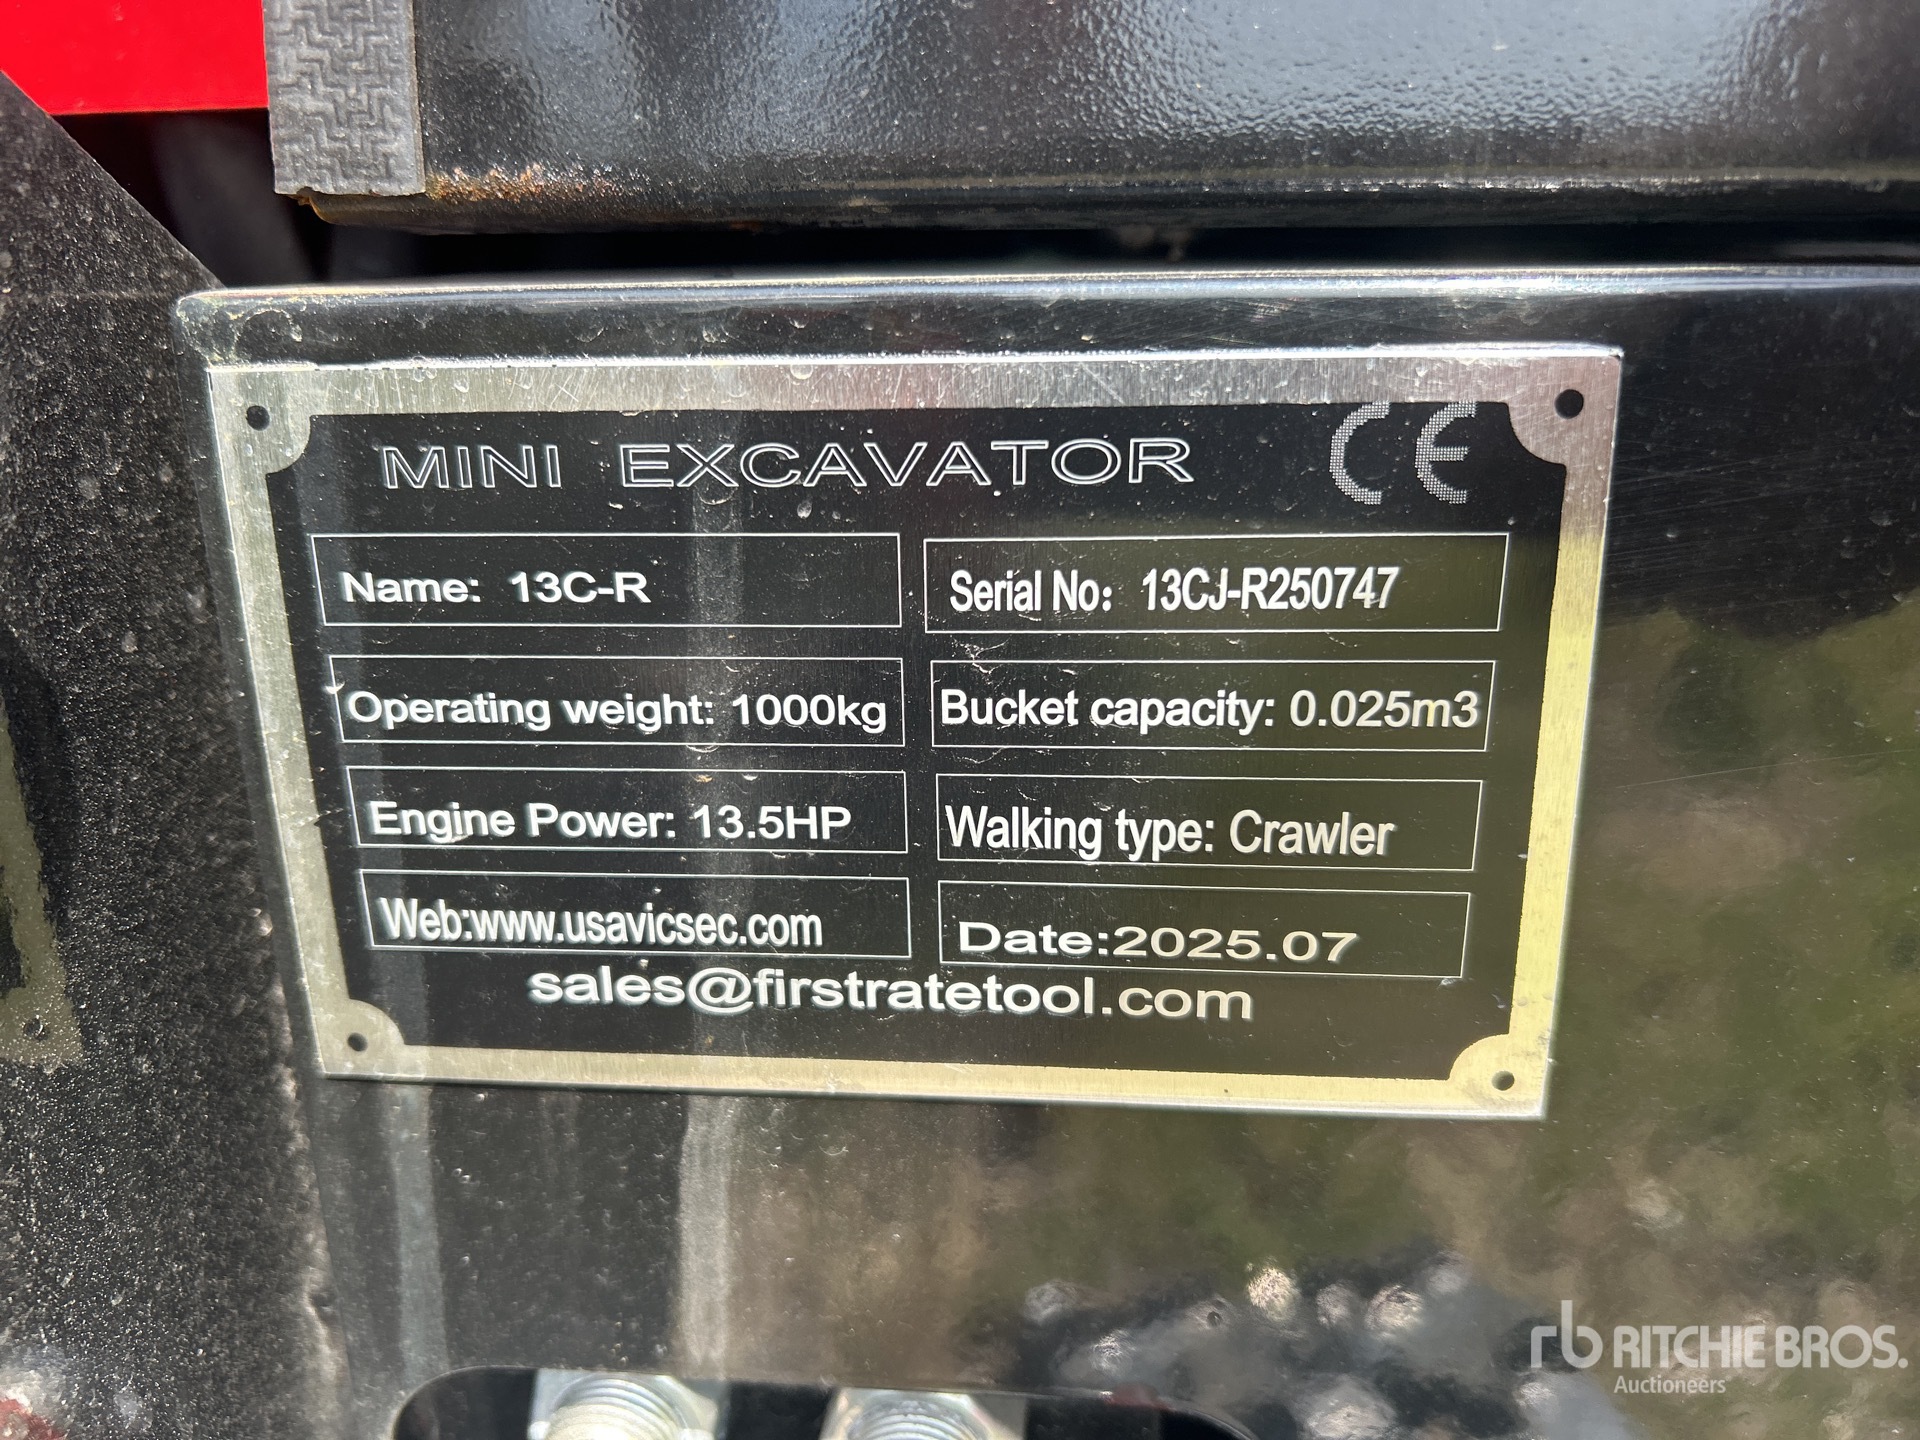 MINI EXCAVATOR CE
Name: 13C-R
Serial No: 13CJ-R250747
Operating weight: 1000kg
Bucket capacity: 0.025m3
Engine Power: 13.5HP
Walking type: Crawler
Web:www.usavicsec.com
Date:2025.07
sales@firstratetool.com
rb RITCHIE BROS.
Auctioneers